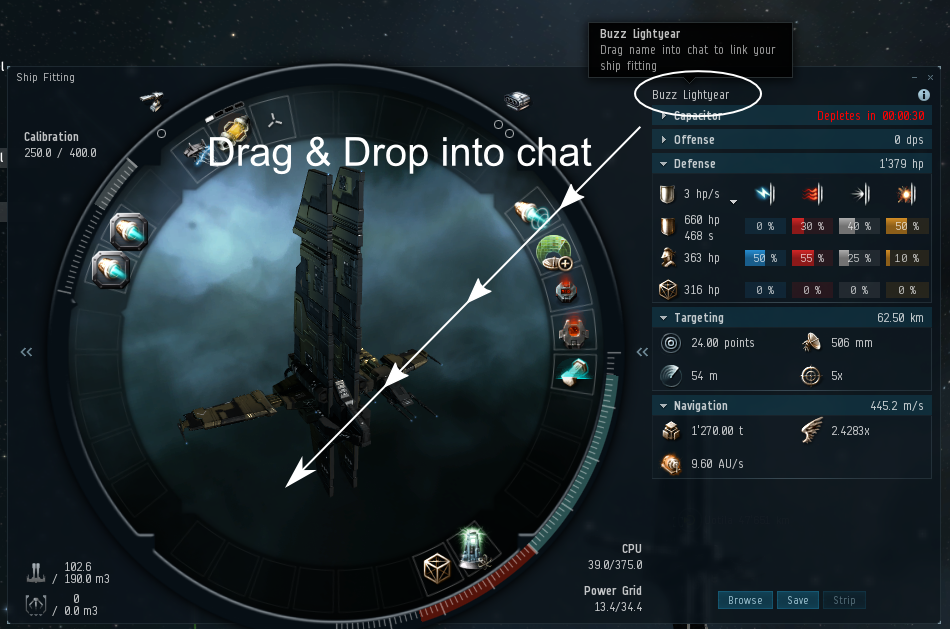 Buzz Lightyear
Drag name into chat to link your
ship fitting
Ship Fitting
Buzz Lightyear
Capacitor Depletes in 00:00:30
Calibration
250.0 / 400.0
Drag & Drop into chat
Offense 0 dps
Defense 1'379 hp
3 hp/s
660 hp
468 s
0 % 30 % 40 % 50 %
363 hp 50 % 55 % 25 % 10 %
316 hp 0 % 0 % 0 % 0 %
Targeting 62.50 km
24.00 points 506 mm
54 m 5x
Navigation 445.2 m/s
1'270.00 t 2.4283x
9.60 AU/s
102.6
/ 190.0 m3
0
/ 0.0 m3
CPU
39.0/375.0
Power Grid
13.4/34.4
Browse Save Strip